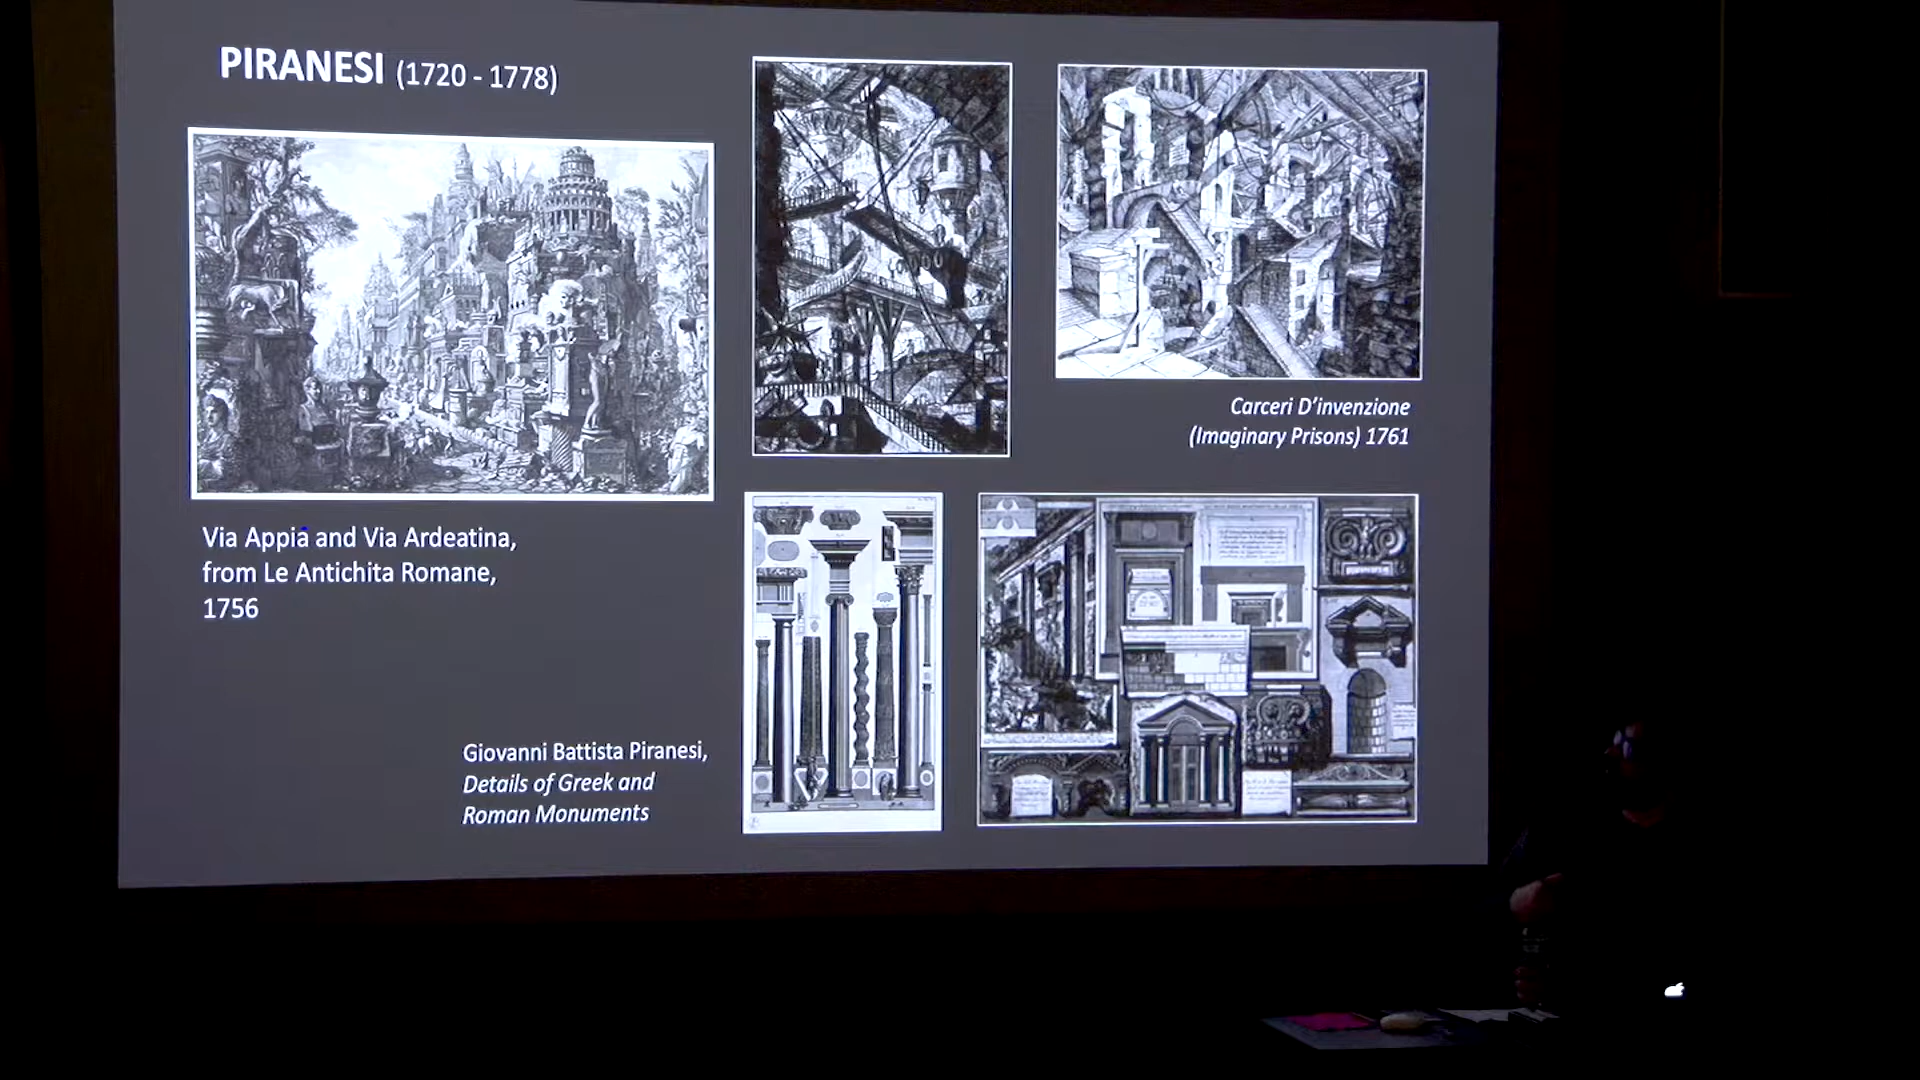 PIRANESI (1720 - 1778)
Via Appia and Via Ardeatina,
from Le Antichita Romane,
1756
Carceri D'invenzione
(Imaginary Prisons) 1761
Giovanni Battista Piranesi,
Details of Greek and
Roman Monuments